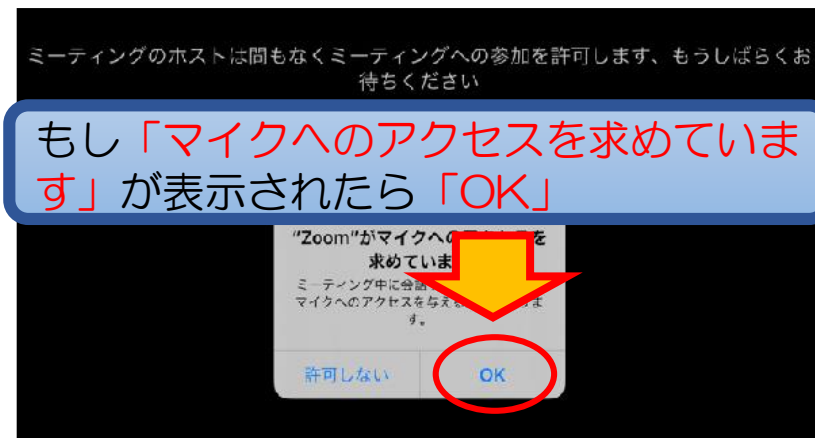 ミーティングのホストは間もなくミーティングへの参加を許可します、もうしばらくお
待ちください
もし「マイクへのアクセスを求めていま
す」が表示されたら「OK」
"Zoom"がマイクへの を
求めていま
ミーティング中に会話
マイクへのアクセスを与え ま
す。
許可しない OK